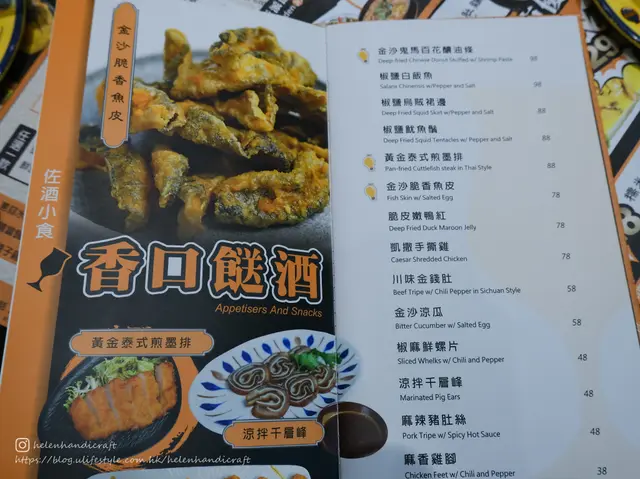 金沙脆香魚皮
佐酒小食
香口餸酒
Appetisers And Snacks
黃金泰式煎墨排
涼拌千層峰
helenhandicraft
https://blog.ulifestyle.com.hk/helenhandicraft
金沙鬼馬百花釀油條
Deep Fried Chinese Donut Stuffed w/ Shrimp Paste 88
椒鹽白飯魚
Salanx Chinensis w/Pepper and Salt 98
椒鹽烏賊裙邊
Deep Fried Squid Skirt w/Pepper and Salt 88
椒鹽魷魚鬚
Deep Fried Squid Tentacles w/Pepper and Salt 88
黃金泰式煎墨排
Pan-fried Cuttlefish steak in Thai Style 88
金沙脆香魚皮
Fish Skin w/ Salted Egg 78
脆皮嫩鴨紅
Deep Fried Duck Maroon Jelly 78
凱撒手撕雞
Caesar Shredded Chicken 78
川味金錢肚
Beef Tripe w/ Chili Pepper in Sichuan Style 58
金沙涼瓜
Bitter Cucumber w/ Salted Egg 58
椒麻鮮螺片
Sliced Whelks w/ Chili and Pepper 48
涼拌千層峰
Marinated Pig Ears 48
麻辣豬肚絲
Pork Tripe w/ Spicy Hot Sauce 48
麻香雞腳
Chicken Feet w/ Chili and Pepper 38